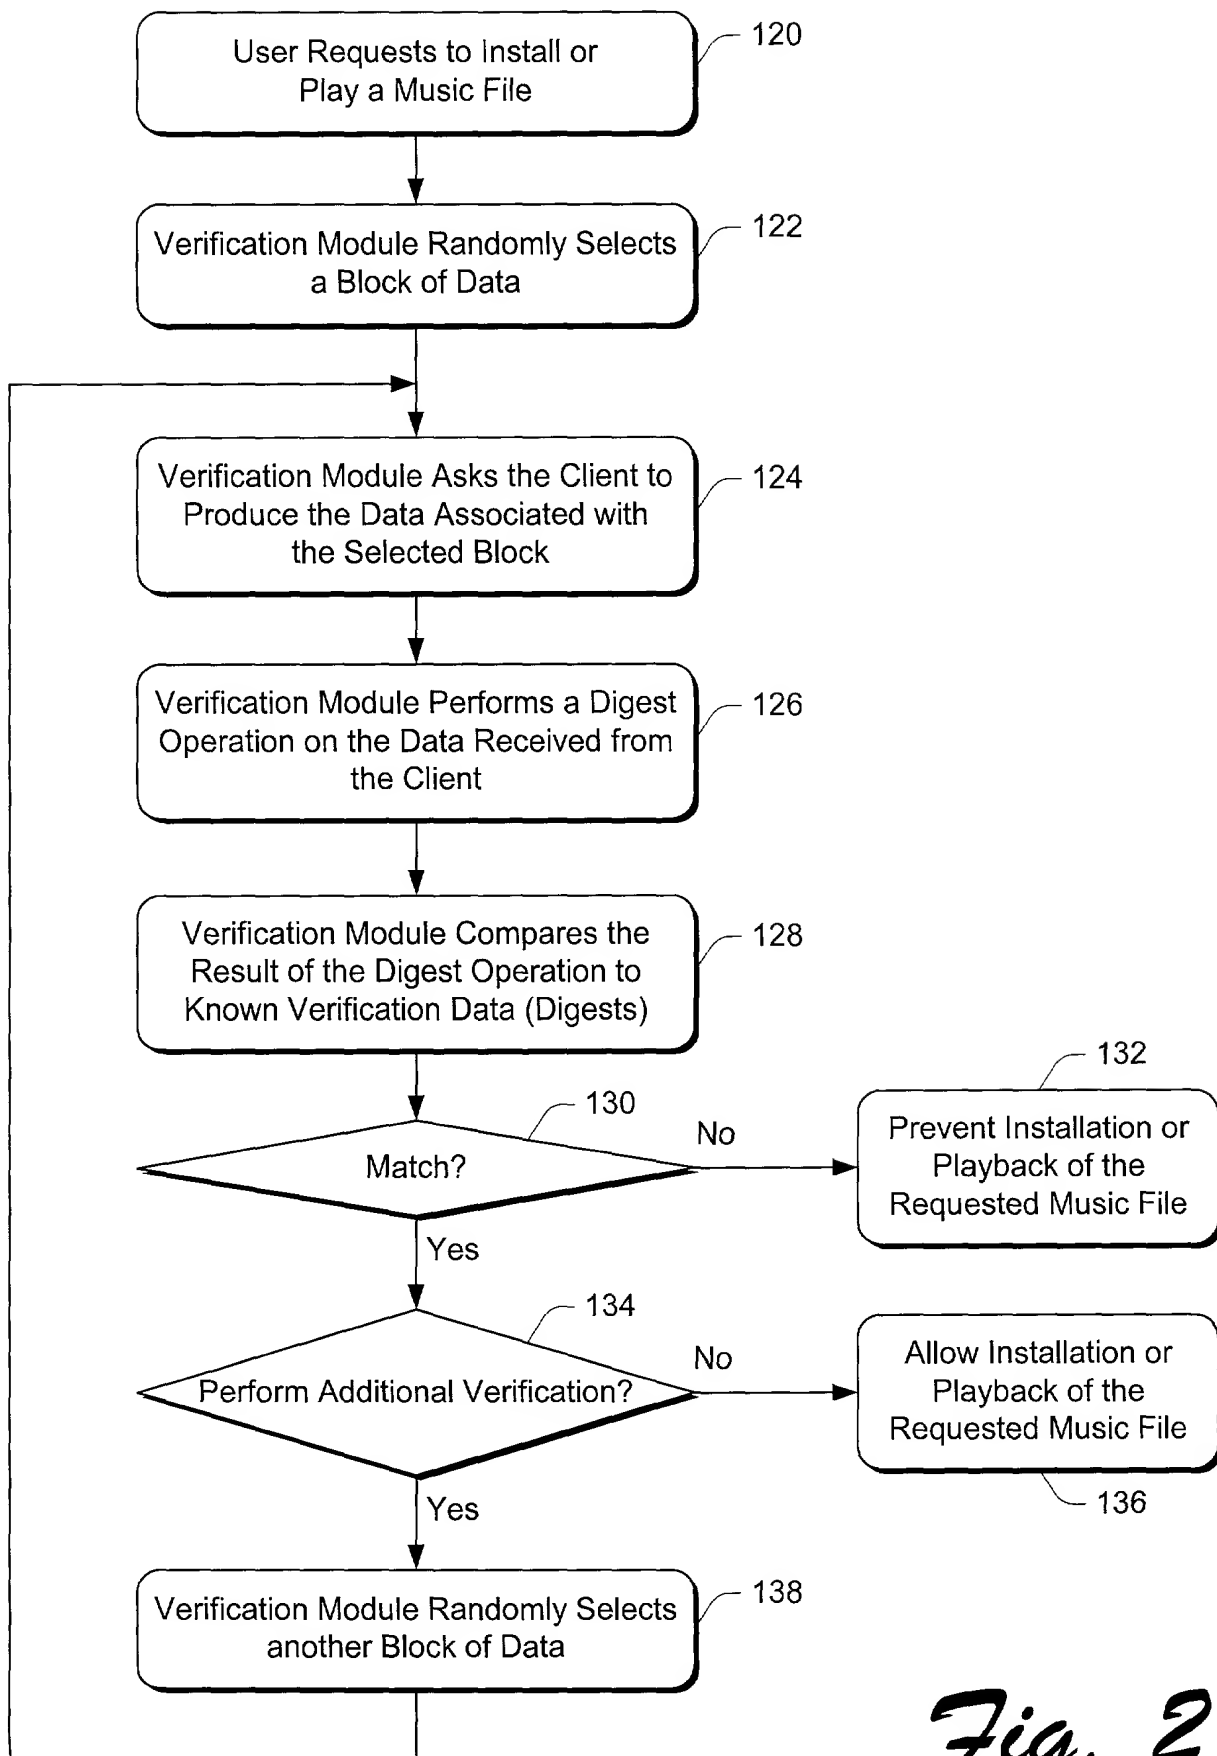 User Requests to Install or
Play a Music File
120
Verification Module Randomly Selects
a Block of Data
122
Verification Module Asks the Client to
Produce the Data Associated with
the Selected Block
124
Verification Module Performs a Digest
Operation on the Data Received from
the Client
126
Verification Module Compares the
Result of the Digest Operation to
Known Verification Data (Digests)
128
Match?
130
No
Prevent Installation or
Playback of the
Requested Music File
132
Yes
Perform Additional Verification?
134
No
Allow Installation or
Playback of the
Requested Music File
136
Yes
Verification Module Randomly Selects
another Block of Data
138
Fig. 2